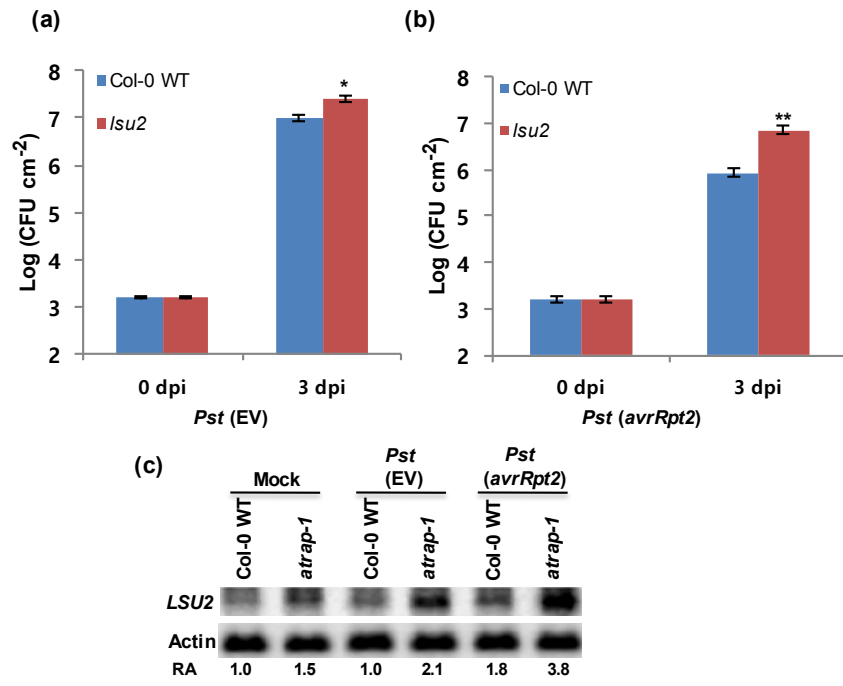 (a)
8
7
6
5
4
3
2
Log (CFU cm-2)
Col-0 WT
lsu2
*
0 dpi 3 dpi
Pst (EV)
(b)
8
7
6
5
4
3
2
Log (CFU cm-2)
Col-0 WT
lsu2
**
0 dpi 3 dpi
Pst (avrRpt2)
(c)
Mock
Pst
(EV)
Pst
(avrRpt2)
Col-0 WT
atrap-1
Col-0 WT
atrap-1
Col-0 WT
atrap-1
LSU2
Actin
RA 1.0 1.5 1.0 2.1 1.8 3.8